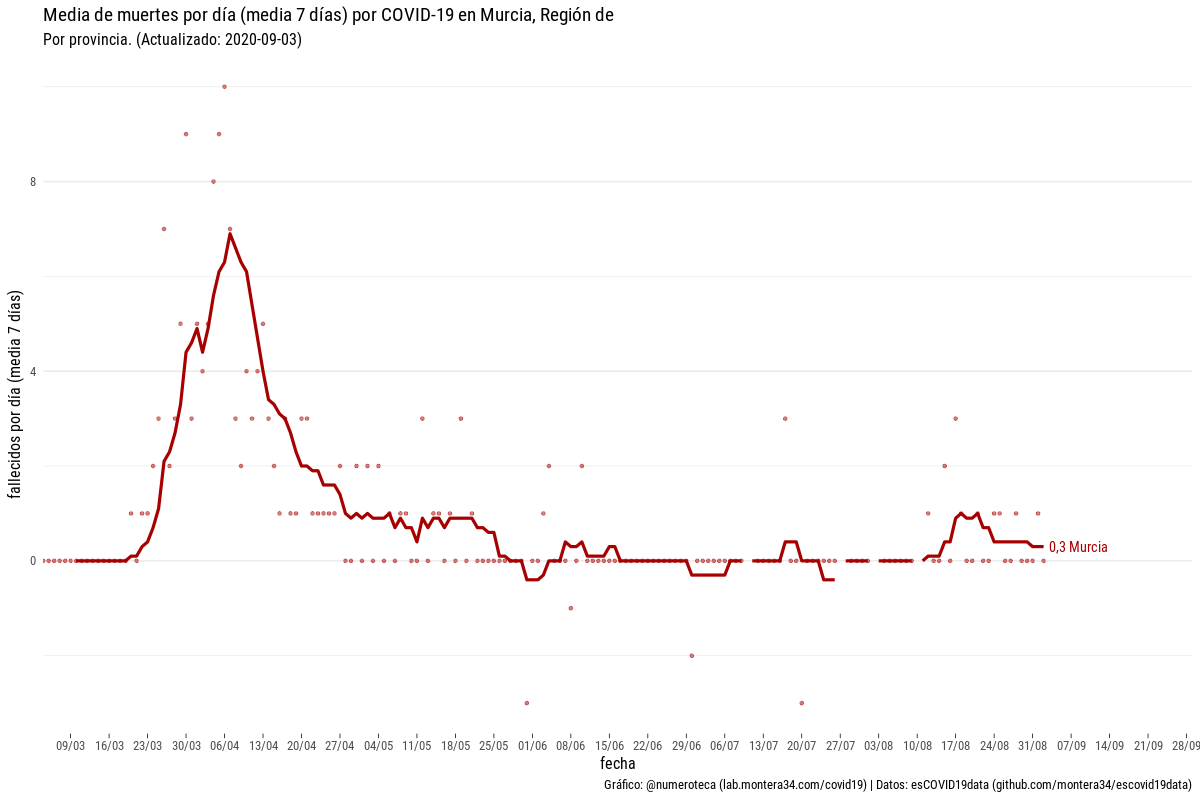 Media de muertes por día (media 7 días) por COVID-19 en Murcia, Región de
Por provincia. (Actualizado: 2020-09-03)
fallecidos por día (media 7 días)
8
4
0
0,3 Murcia
09/03 16/03 23/03 30/03 06/04 13/04 20/04 27/04 04/05 11/05 18/05 25/05 01/06 08/06 15/06 22/06 29/06 06/07 13/07 20/07 27/07 03/08 10/08 17/08 24/08 31/08 07/09 14/09 21/09 28/09
fecha
Gráfico: @numeroteca (lab.montera34.com/covid19) | Datos: esCOVID19data (github.com/montera34/escovid19data)